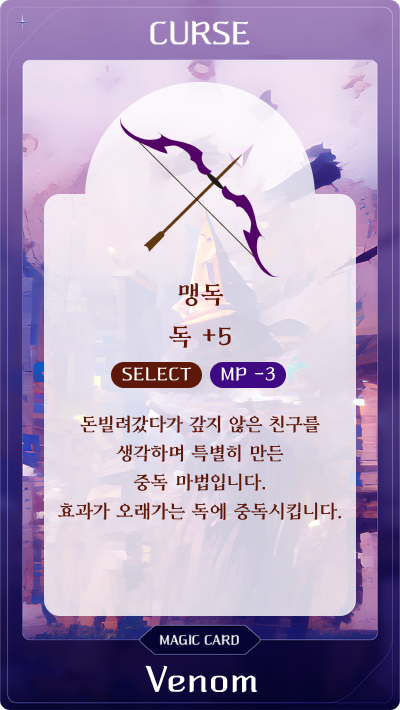 CURSE
맹독
독 +5
SELECT MP -3
돈빌려갔다가 갚지 않은 친구를
생각하며 특별히 만든
중독 마법입니다.
효과가 오래가는 독에 중독시킵니다.
MAGIC CARD
Venom